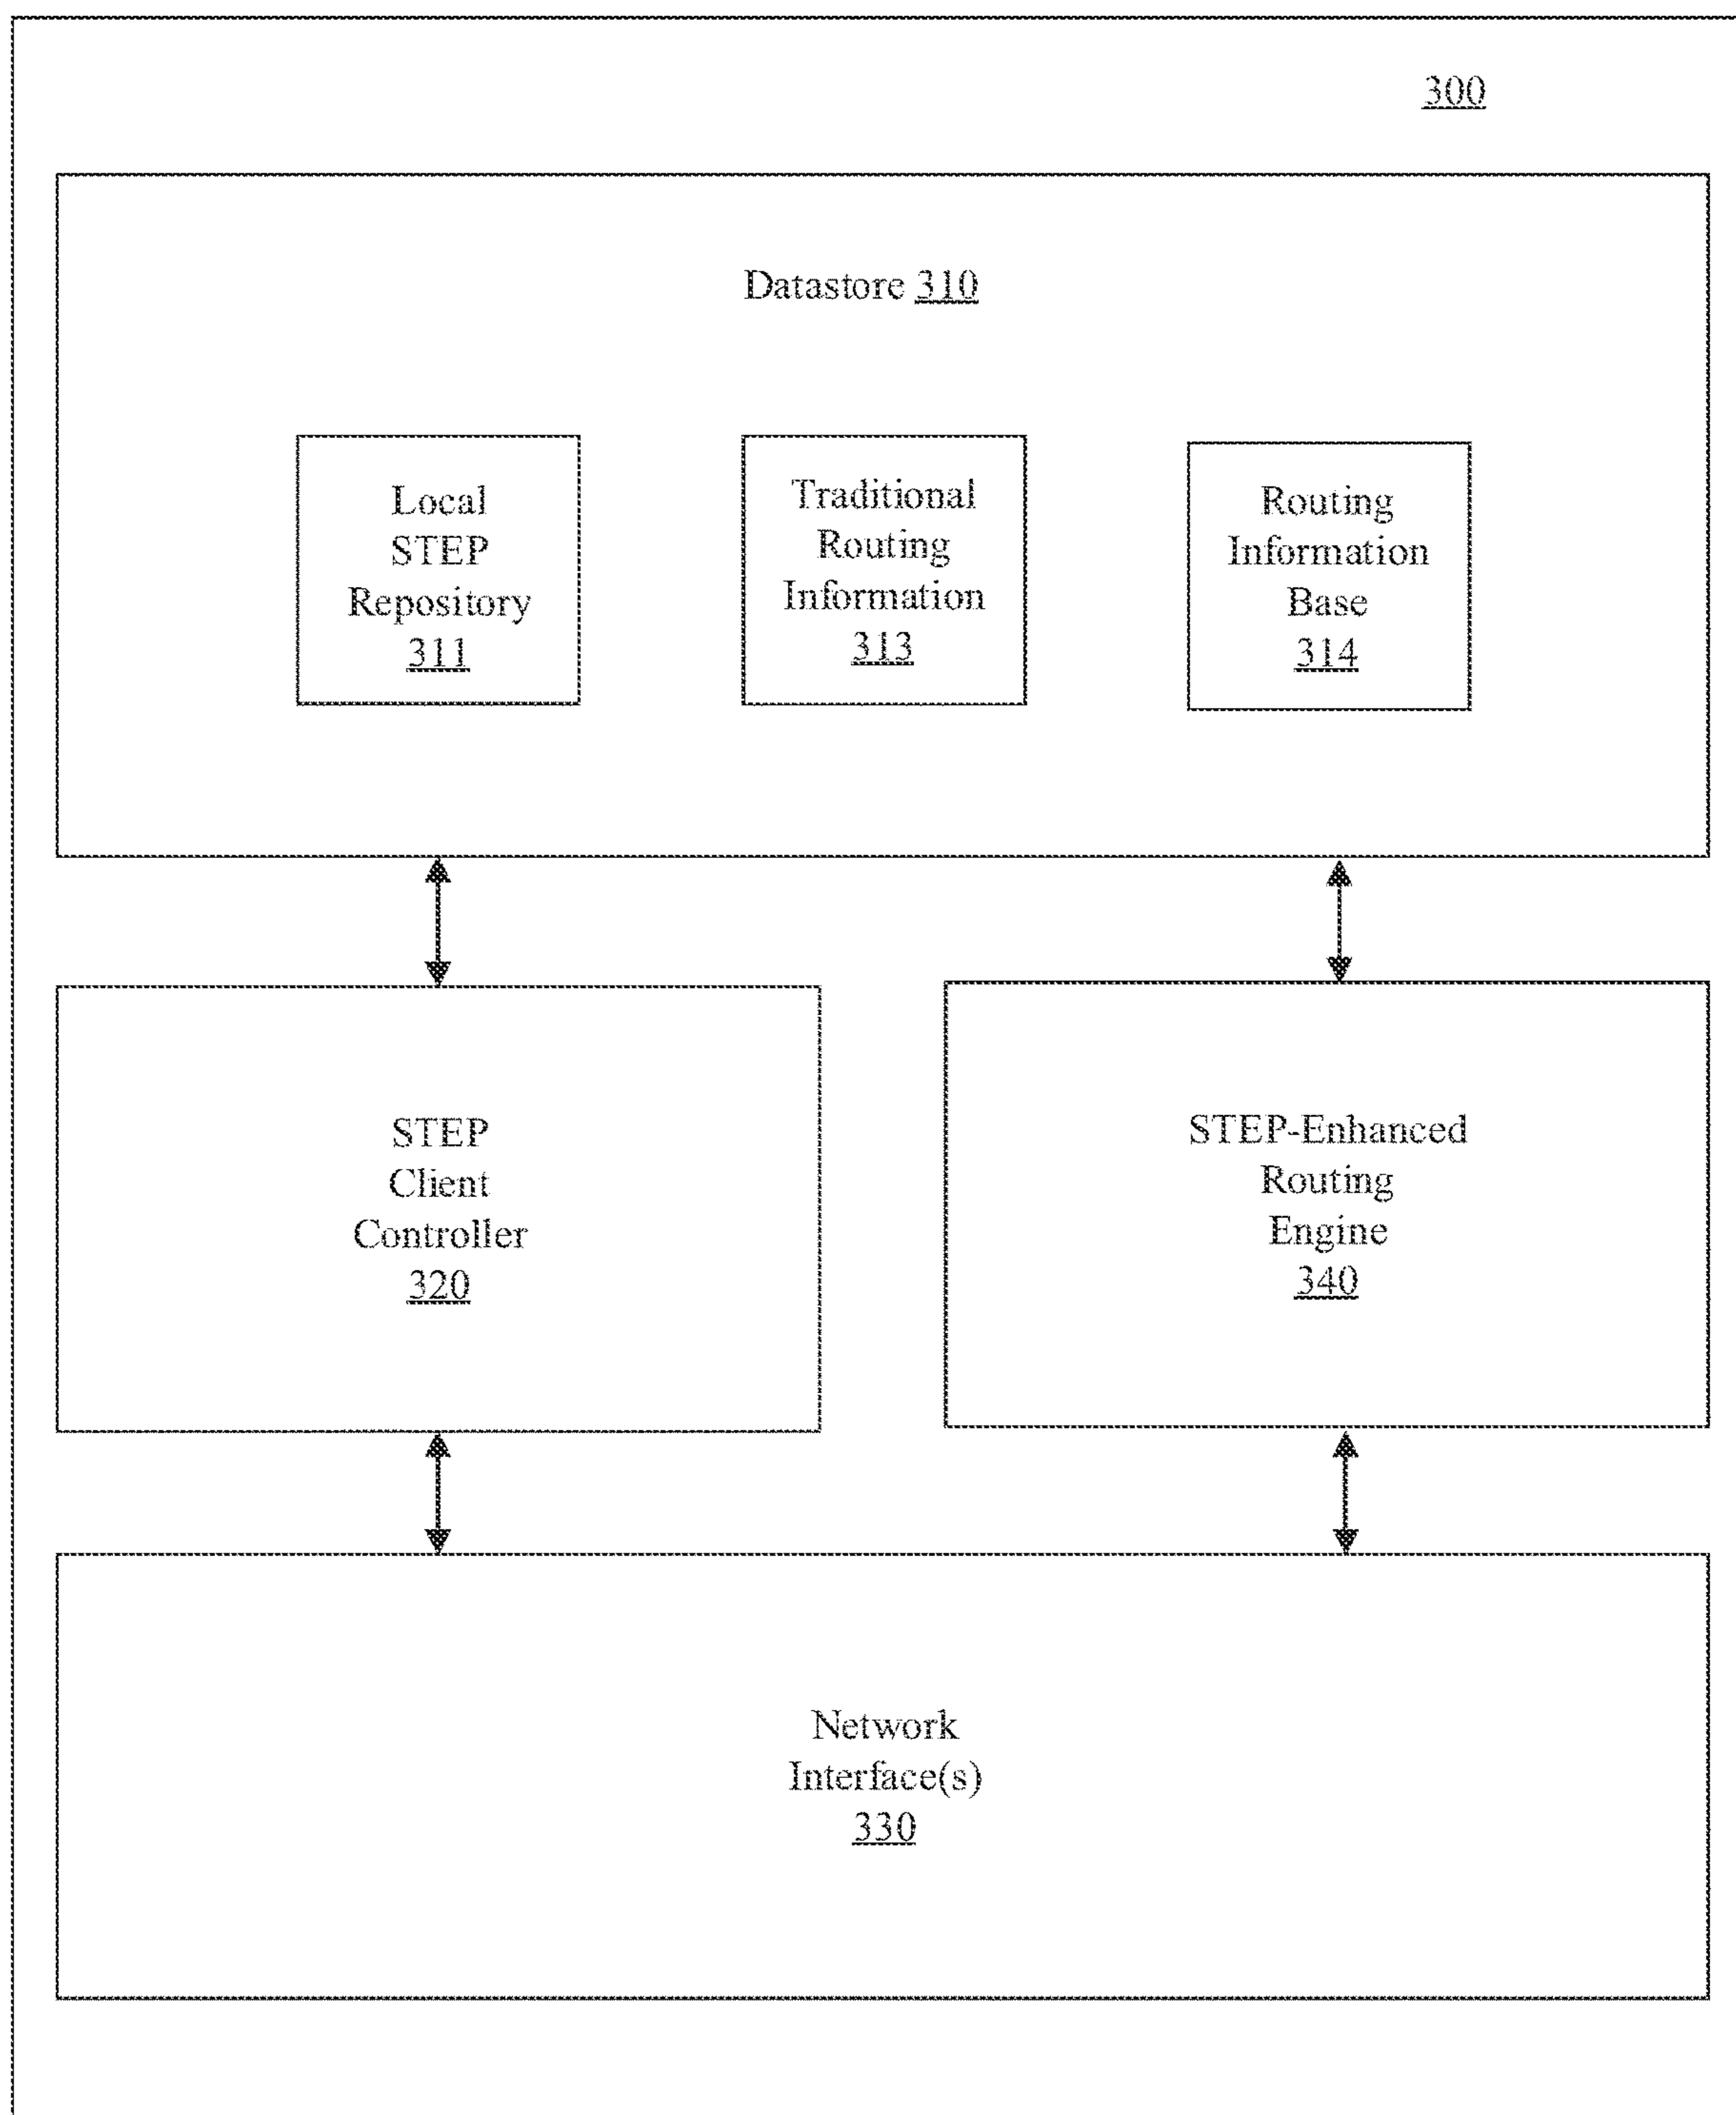 300
Datastore 310
Local
STEP
Repository
311
Traditional
Routing
Information
313
Routing
Information
Base
314
STEP
Client
Controller
320
STEP-Enhanced
Routing
Engine
340
Network
Interface(s)
330